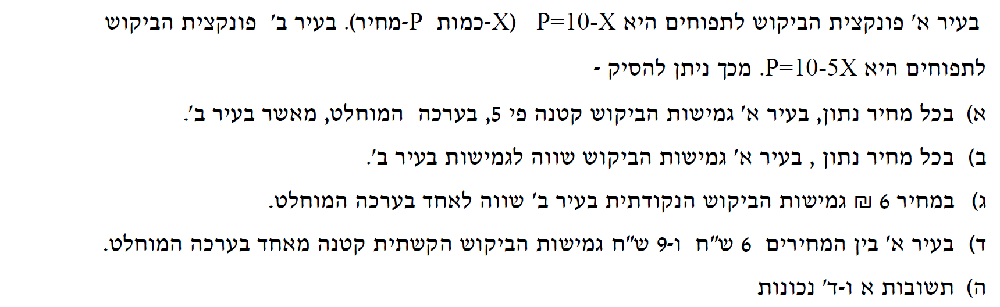 בעיר א' פונקצית הביקוש לתפוחים היא P=10-X (X-כמות P-מחיר). בעיר ב' פונקצית הביקוש
לתפוחים היא P=10-5X. מכך ניתן להסיק -
א) בכל מחיר נתון, בעיר א' גמישות הביקוש קטנה פי 5, בערכה המוחלט, מאשר בעיר ב'.
ב) בכל מחיר נתון , בעיר א' גמישות הביקוש שווה לגמישות בעיר ב'.
ג) במחיר 6 ₪ גמישות הביקוש הנקודתית בעיר ב' שווה לאחד בערכה המוחלט.
ד) בעיר א' בין המחירים 6 ש"ח ו-9 ש"ח גמישות הביקוש הקשתית קטנה מאחד בערכה המוחלט.
ה) תשובות א ו-ד' נכונות